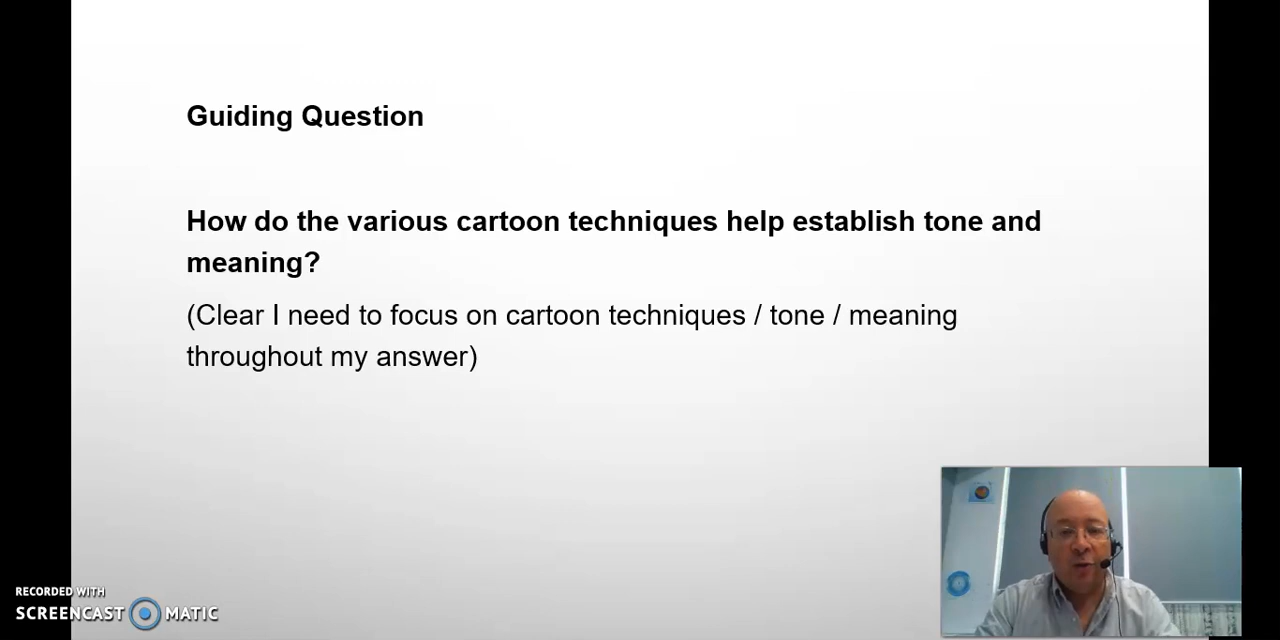 Guiding Question
How do the various cartoon techniques help establish tone and
meaning?
(Clear I need to focus on cartoon techniques / tone / meaning
throughout my answer)
RECORDED WITH
SCREENCAST MATIC